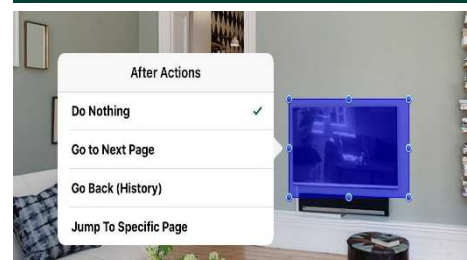 After Actions
Do Nothing
Go to Next Page
Go Back (History)
Jump To Specific Page